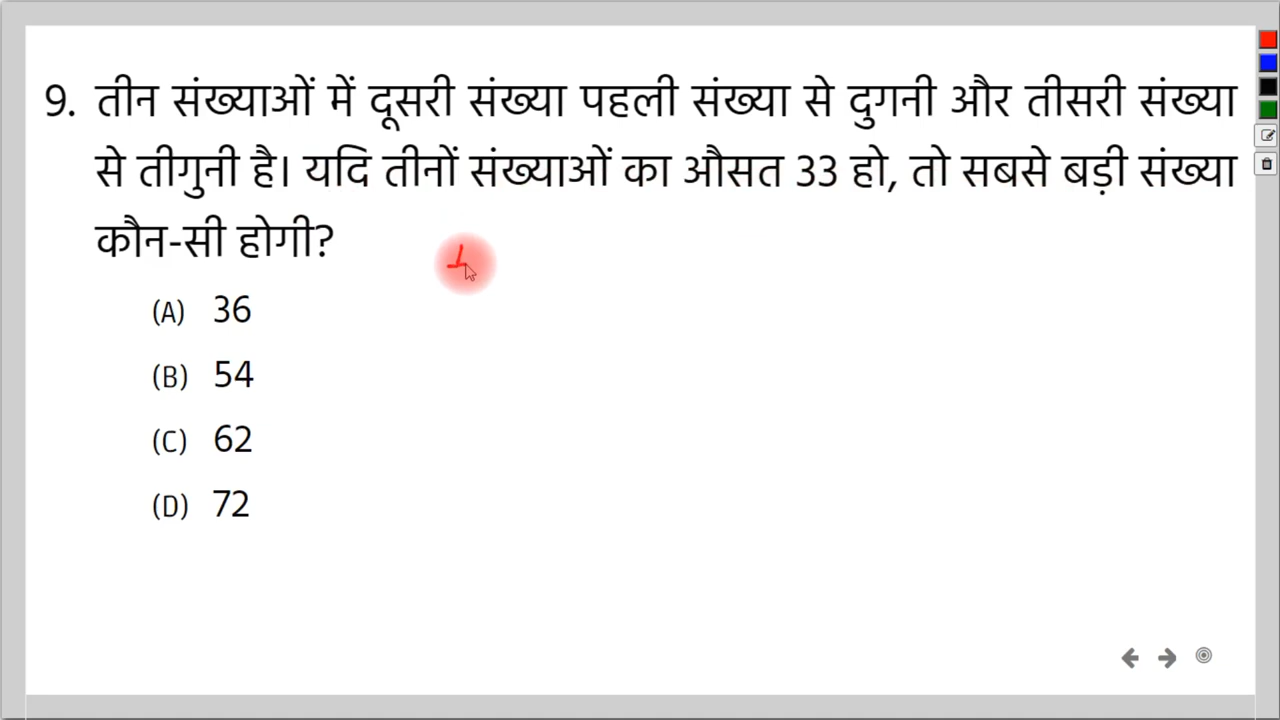 9. तीन संख्याओं में दूसरी संख्या पहली संख्या से दुगनी और तीसरी संख्या
से तीगुनी है। यदि तीनों संख्याओं का औसत 33 हो, तो सबसे बड़ी संख्या
कौन-सी होगी?
(A) 36
(B) 54
(C) 62
(D) 72